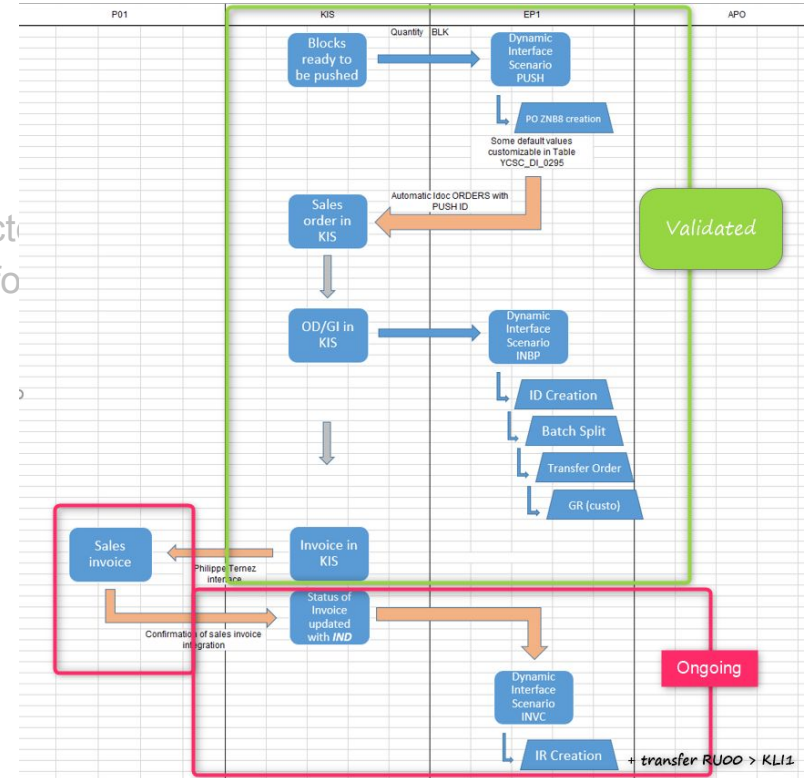 P01
KIS
EP1
APO
Quantity
BLK
Blocks
ready to
be pushed
Dynamic
Interface
Scenario
PUSH
PO ZNB8 creation
Some default values
customizable in Table
YCSC_DI_0295
Automatic Idoc ORDERS with
PUSH ID
Sales
order in
KIS
Validated
OD/GI in
KIS
Dynamic
Interface
Scenario
INBP
ID Creation
Batch Split
Transfer Order
GR (custo)
Sales
invoice
Invoice in
KIS
Philippe Ternez
interface
Status of
Invoice
updated
with IND
Confirmation of sales invoice
integration
Ongoing
Dynamic
Interface
Scenario
INVC
IR Creation
+ transfer RU00 > KLI1